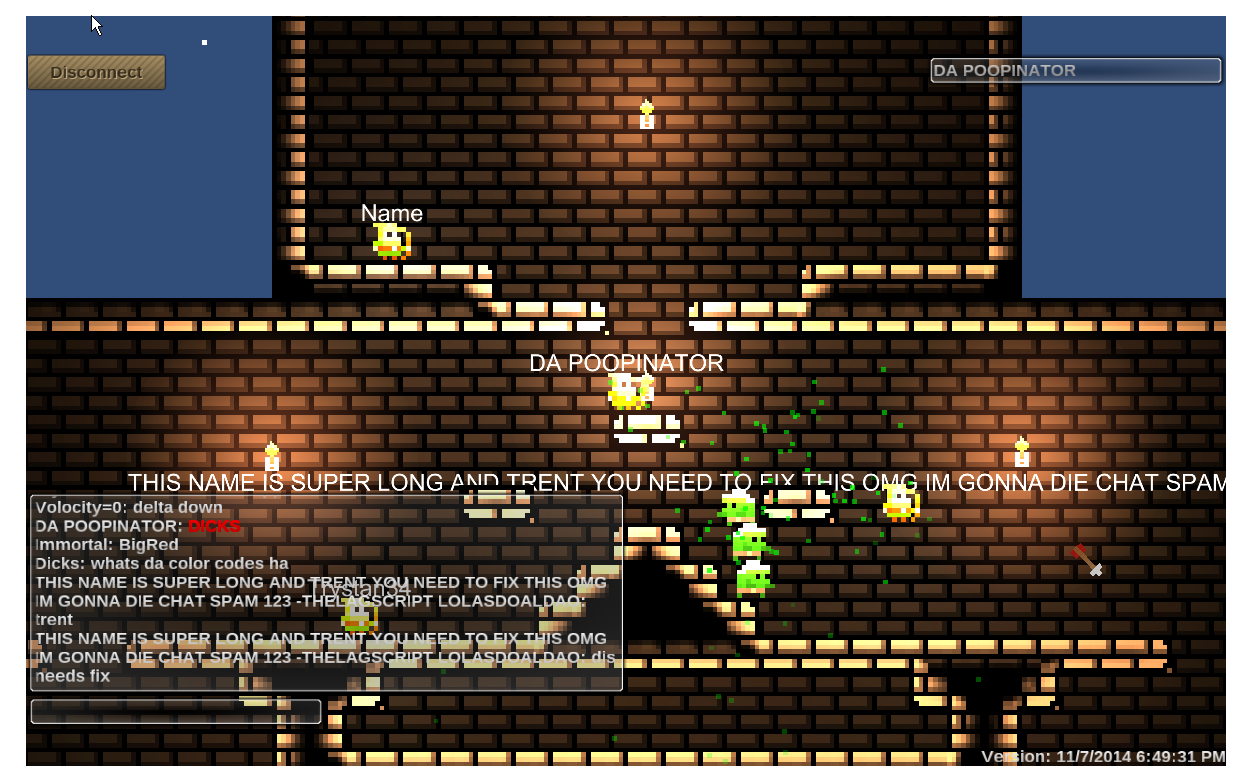 Disconnect
DA POOPINATOR
Name
DA POOPINATOR
THIS NAME IS SUPER LONG AND TRENT YOU NEED TO FIX THIS OMG IM GONNA DIE CHAT SPAM
Volocity=0: delta down
DA POOPINATOR: DICKS
Immortal: BigRed
Dicks: whats da color codes ha
THIS NAME IS SUPER LONG AND TRENT YOU NEED TO FIX THIS OMG
Trystan34
IM GONNA DIE CHAT SPAM 123 -THELAGSCRIPT LOLASDOALDAO:
trent
THIS NAME IS SUPER LONG AND TRENT YOU NEED TO FIX THIS OMG
IM GONNA DIE CHAT SPAM 123 -THELAGSCRIPT LOLASDOALDAO: dis
needs fix
Version: 11/7/2014 6:49:31 PM